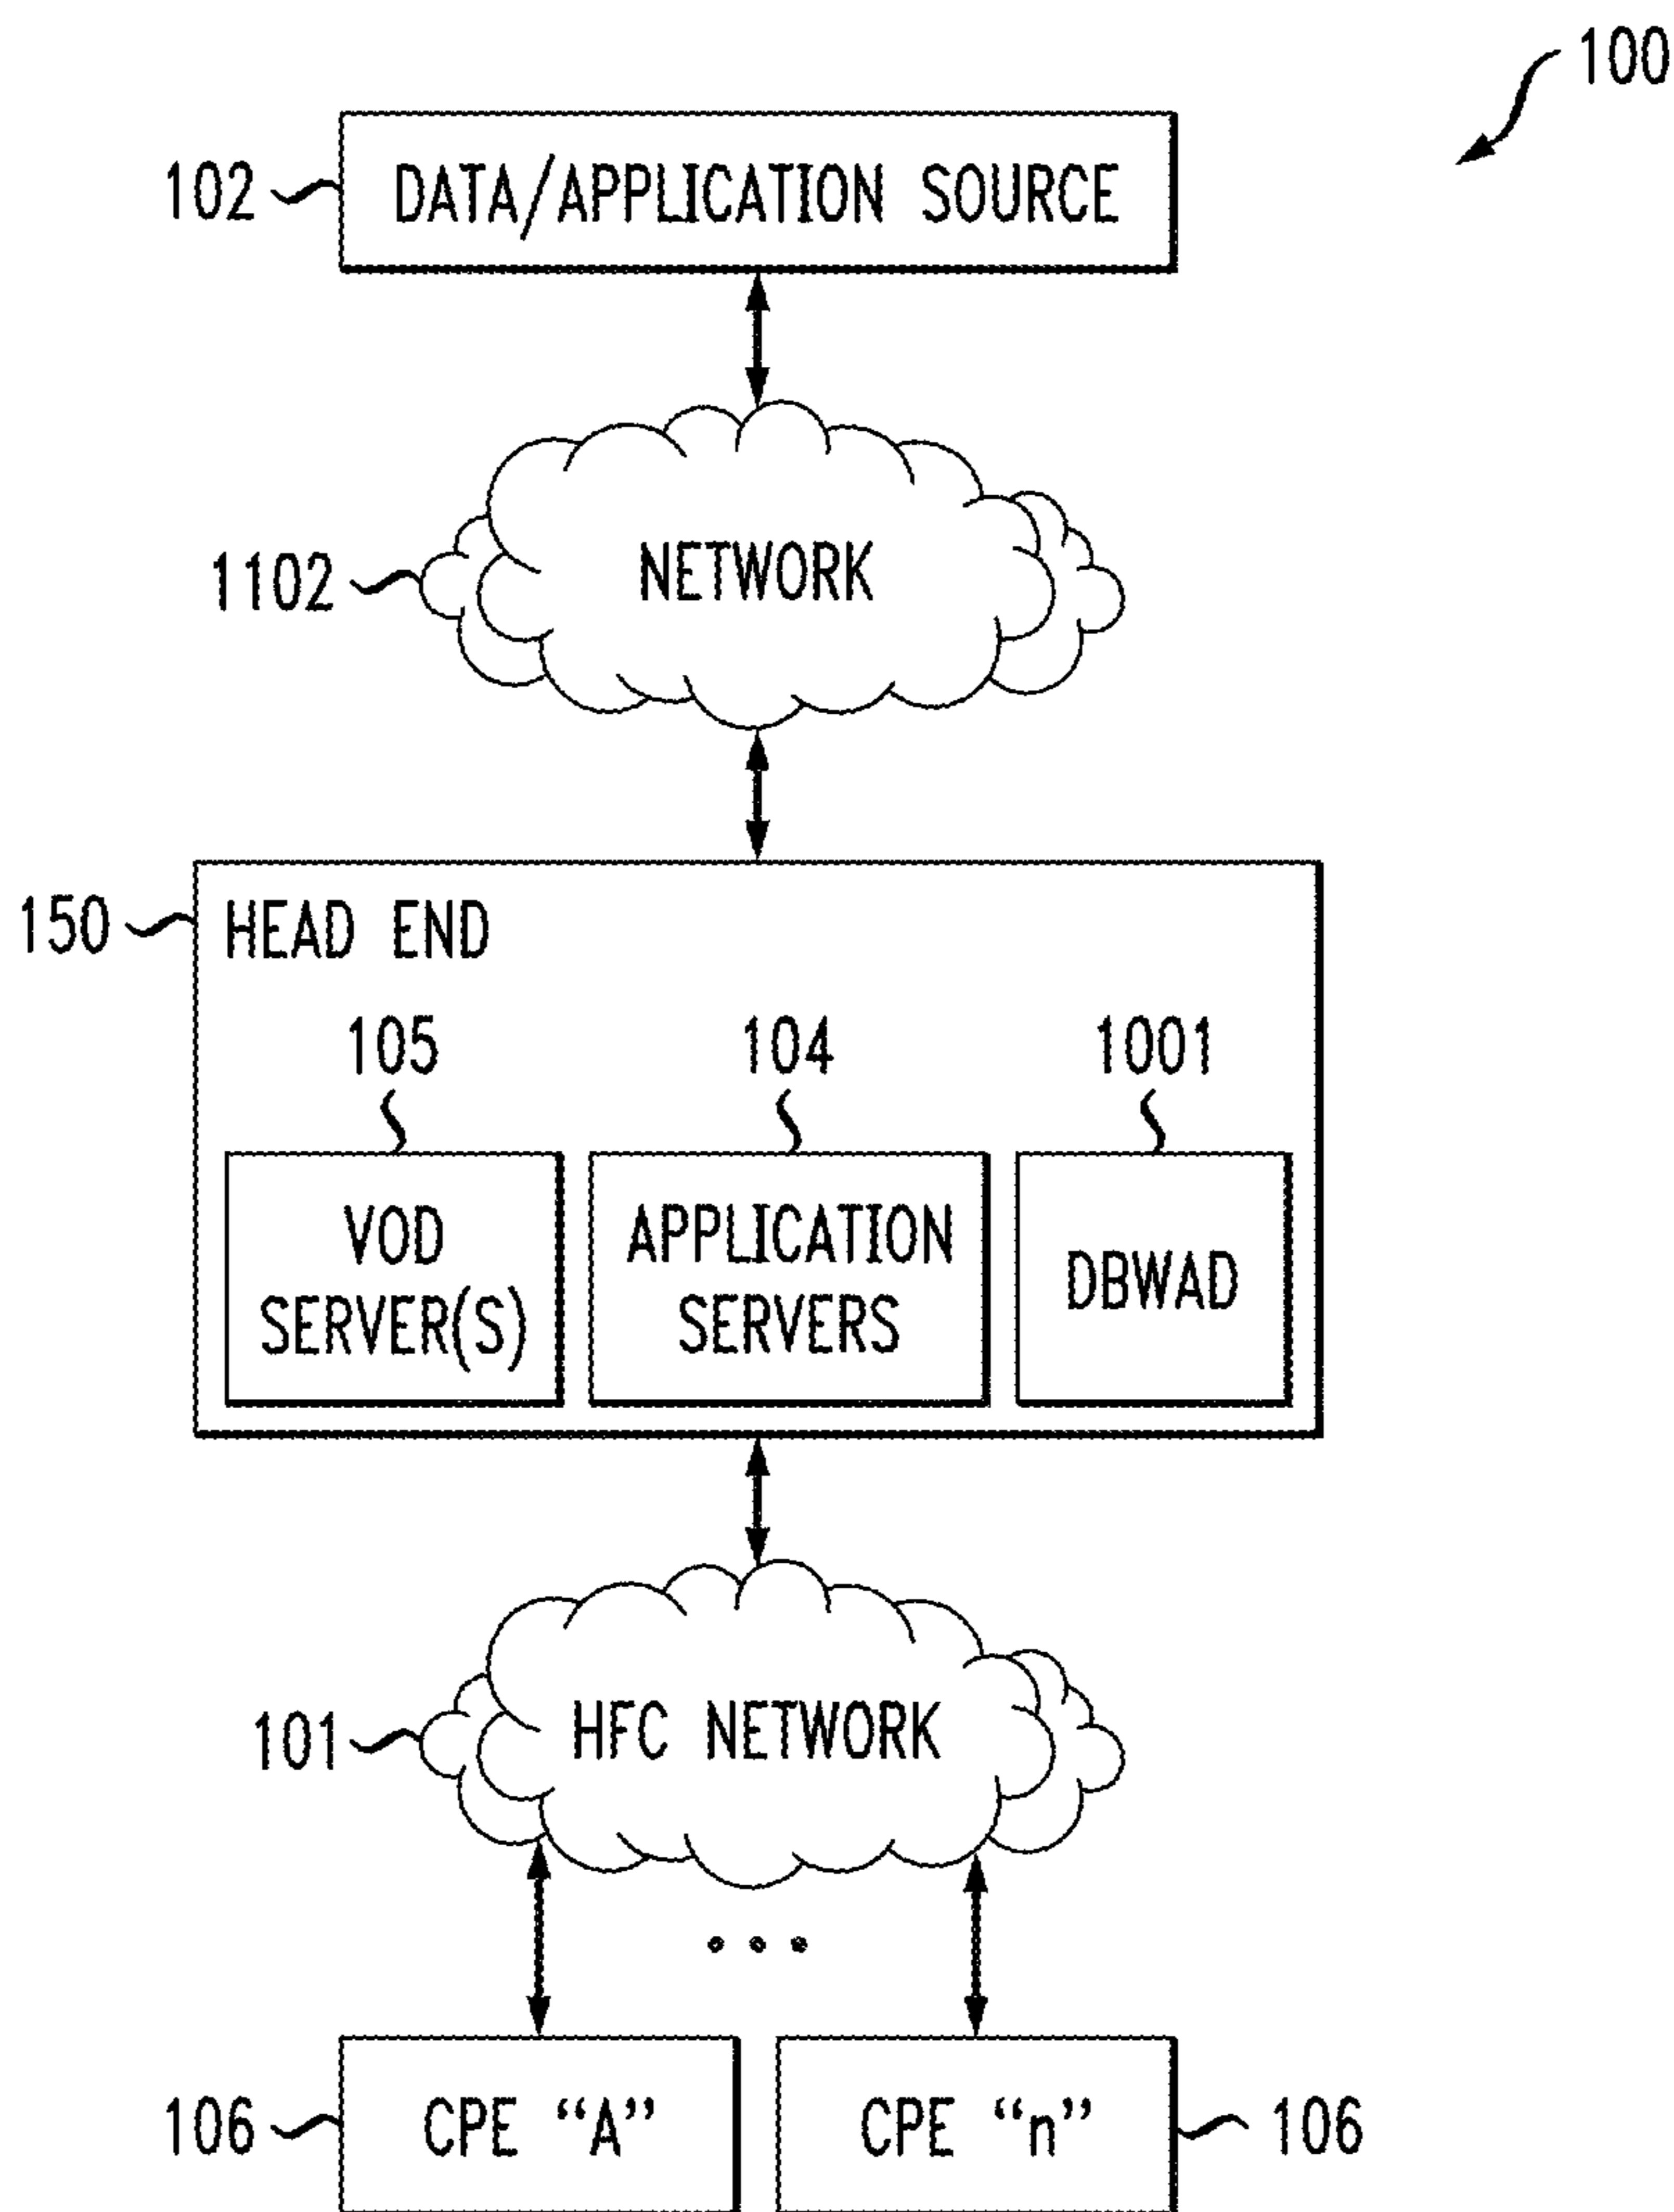 100
102 DATA/APPLICATION SOURCE
1102 NETWORK
150 HEAD END
105 104 1001
VOD SERVER(S)
APPLICATION SERVERS
DBWAD
101 HFC NETWORK
106 CPE “A” CPE “n” 106